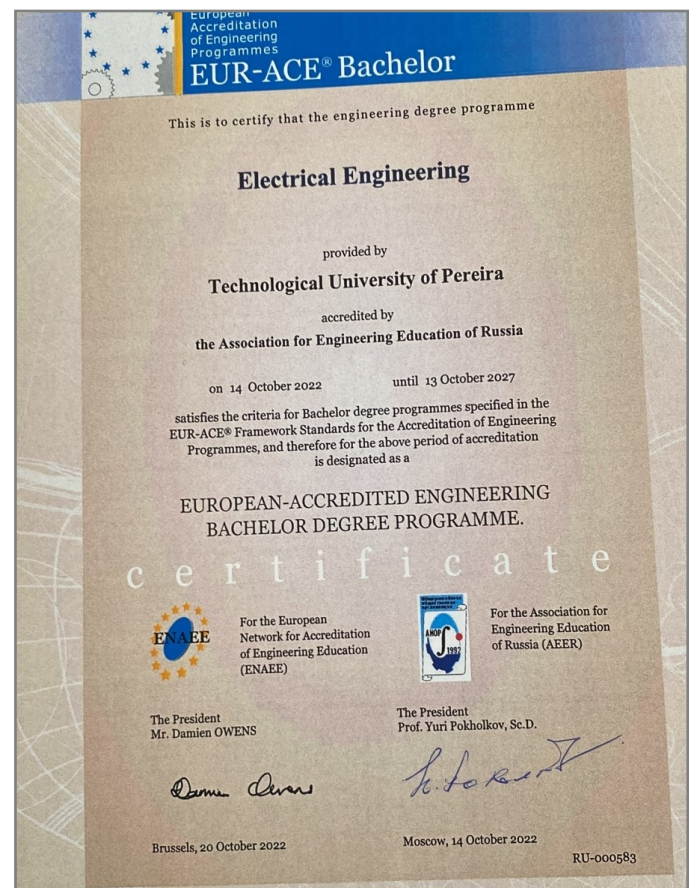 European
Accreditation
of Engineering
Programmes
EUR-ACE® Bachelor
This is to certify that the engineering degree programme
Electrical Engineering
provided by
Technological University of Pereira
accredited by
the Association for Engineering Education of Russia
on 14 October 2022 until 13 October 2027
satisfies the criteria for Bachelor degree programmes specified in the
EUR-ACE® Framework Standards for the Accreditation of Engineering
Programmes, and therefore for the above period of accreditation
is designated as a
EUROPEAN-ACCREDITED ENGINEERING
BACHELOR DEGREE PROGRAMME.
certificate
ENAEE
For the European
Network for Accreditation
of Engineering Education
(ENAEE)
АИОР
1992
For the Association for
Engineering Education
of Russia (AEER)
The President
Mr. Damien OWENS
The President
Prof. Yuri Pokholkov, Sc.D.
Damien Owens
Brussels, 20 October 2022
Moscow, 14 October 2022
RU-000583